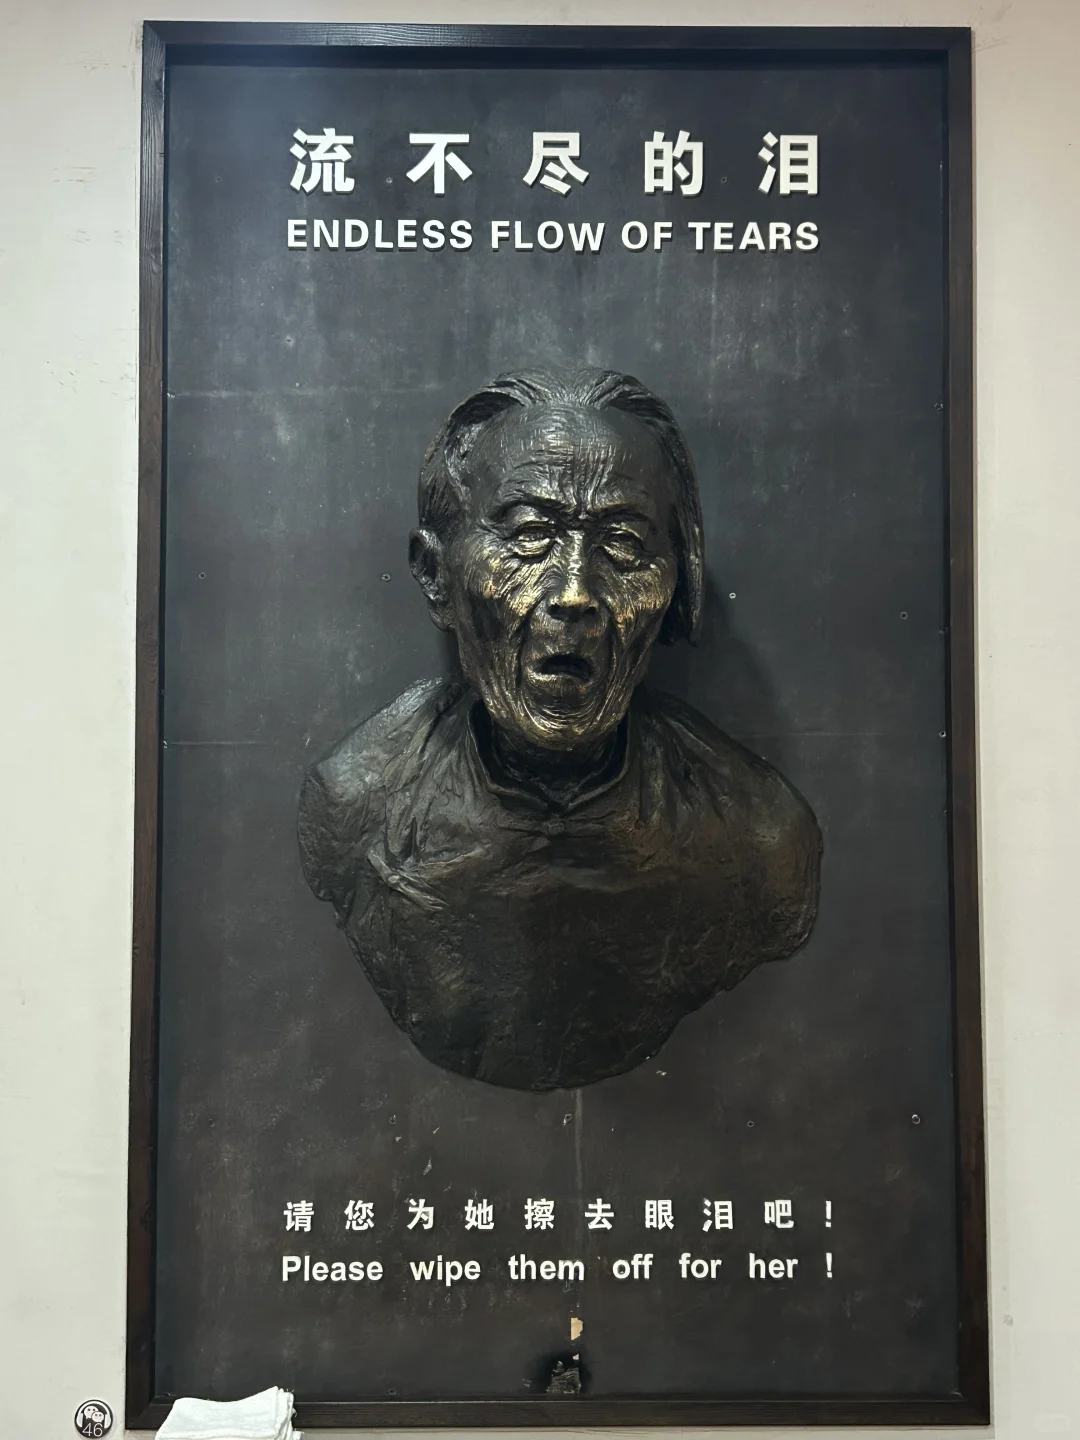 流不尽的泪
ENDLESS FLOW OF TEARS
请您为她擦去眼泪吧！
Please wipe them off for her !
46